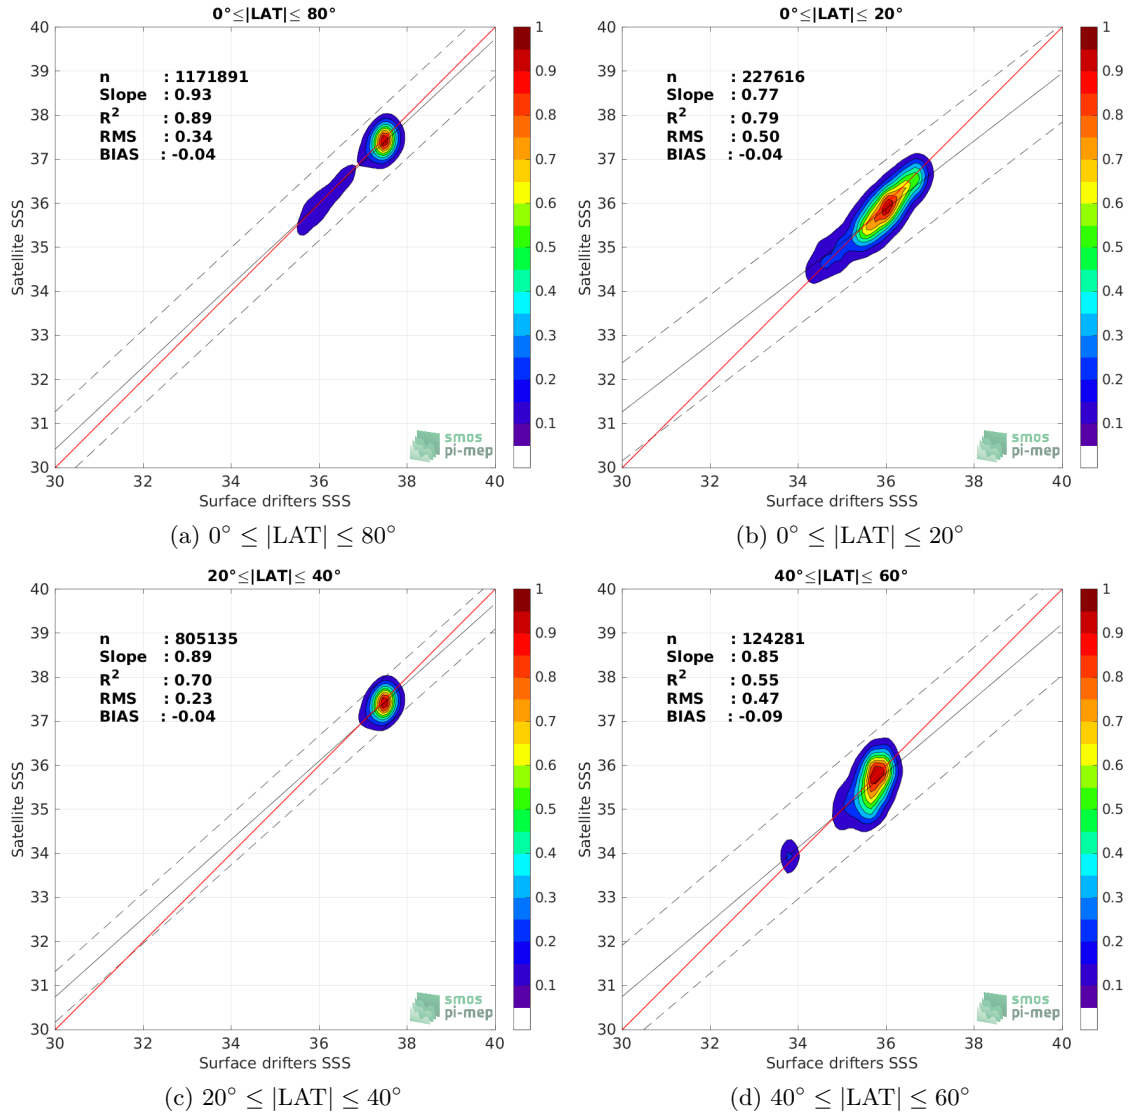 0°≤|LAT|≤ 80°
n : 1171891
Slope : 0.93
R² : 0.89
RMS : 0.34
BIAS : -0.04
Satellite SSS
40
39
38
37
36
35
34
33
32
31
30
30 32 34 36 38 40
Surface drifters SSS
1
0.9
0.8
0.7
0.6
0.5
0.4
0.3
0.2
0.1
smos
pi-mep
(a) 0° ≤ |LAT| ≤ 80°
0°≤|LAT|≤ 20°
n : 227616
Slope : 0.77
R² : 0.79
RMS : 0.50
BIAS : -0.04
Satellite SSS
40
39
38
37
36
35
34
33
32
31
30
30 32 34 36 38 40
Surface drifters SSS
1
0.9
0.8
0.7
0.6
0.5
0.4
0.3
0.2
0.1
smos
pi-mep
(b) 0° ≤ |LAT| ≤ 20°
20°≤|LAT|≤ 40°
n : 805135
Slope : 0.89
R² : 0.70
RMS : 0.23
BIAS : -0.04
Satellite SSS
40
39
38
37
36
35
34
33
32
31
30
30 32 34 36 38 40
Surface drifters SSS
1
0.9
0.8
0.7
0.6
0.5
0.4
0.3
0.2
0.1
smos
pi-mep
(c) 20° ≤ |LAT| ≤ 40°
40°≤|LAT|≤ 60°
n : 124281
Slope : 0.85
R² : 0.55
RMS : 0.47
BIAS : -0.09
Satellite SSS
40
39
38
37
36
35
34
33
32
31
30
30 32 34 36 38 40
Surface drifters SSS
1
0.9
0.8
0.7
0.6
0.5
0.4
0.3
0.2
0.1
smos
pi-mep
(d) 40° ≤ |LAT| ≤ 60°